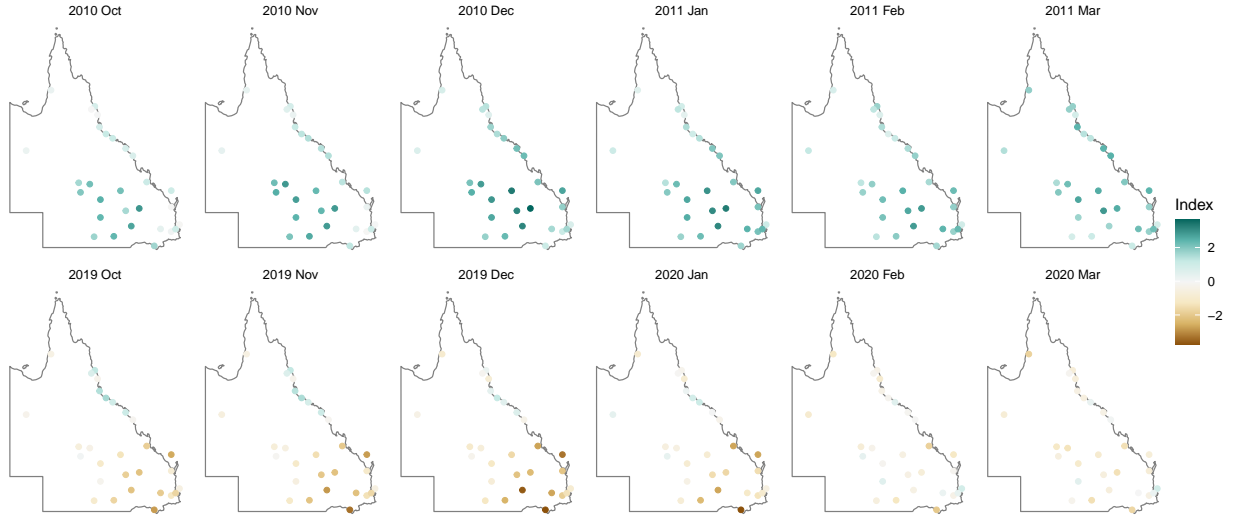 2010 Oct
2010 Nov
2010 Dec
2011 Jan
2011 Feb
2011 Mar
2019 Oct
2019 Nov
2019 Dec
2020 Jan
2020 Feb
2020 Mar
Index
2
0
−2